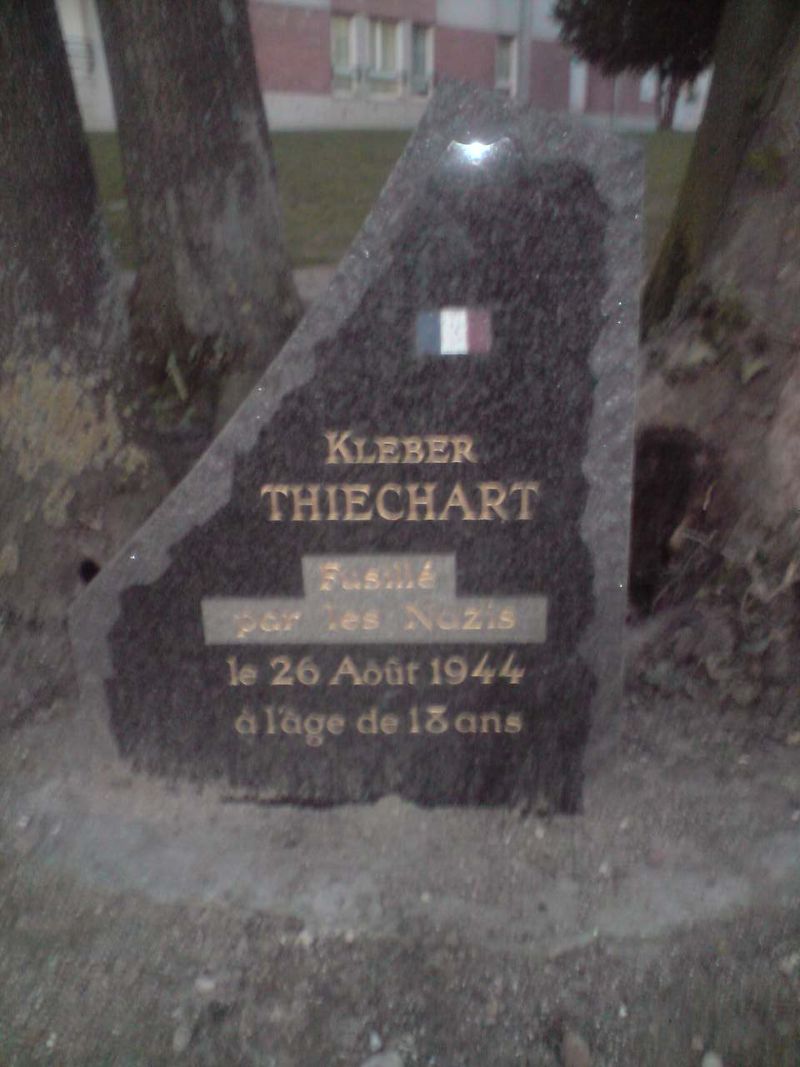 KLEBER
THIECHART
Fusillé
par les Nazis
le 26 Août 1944
à l'âge de 18 ans